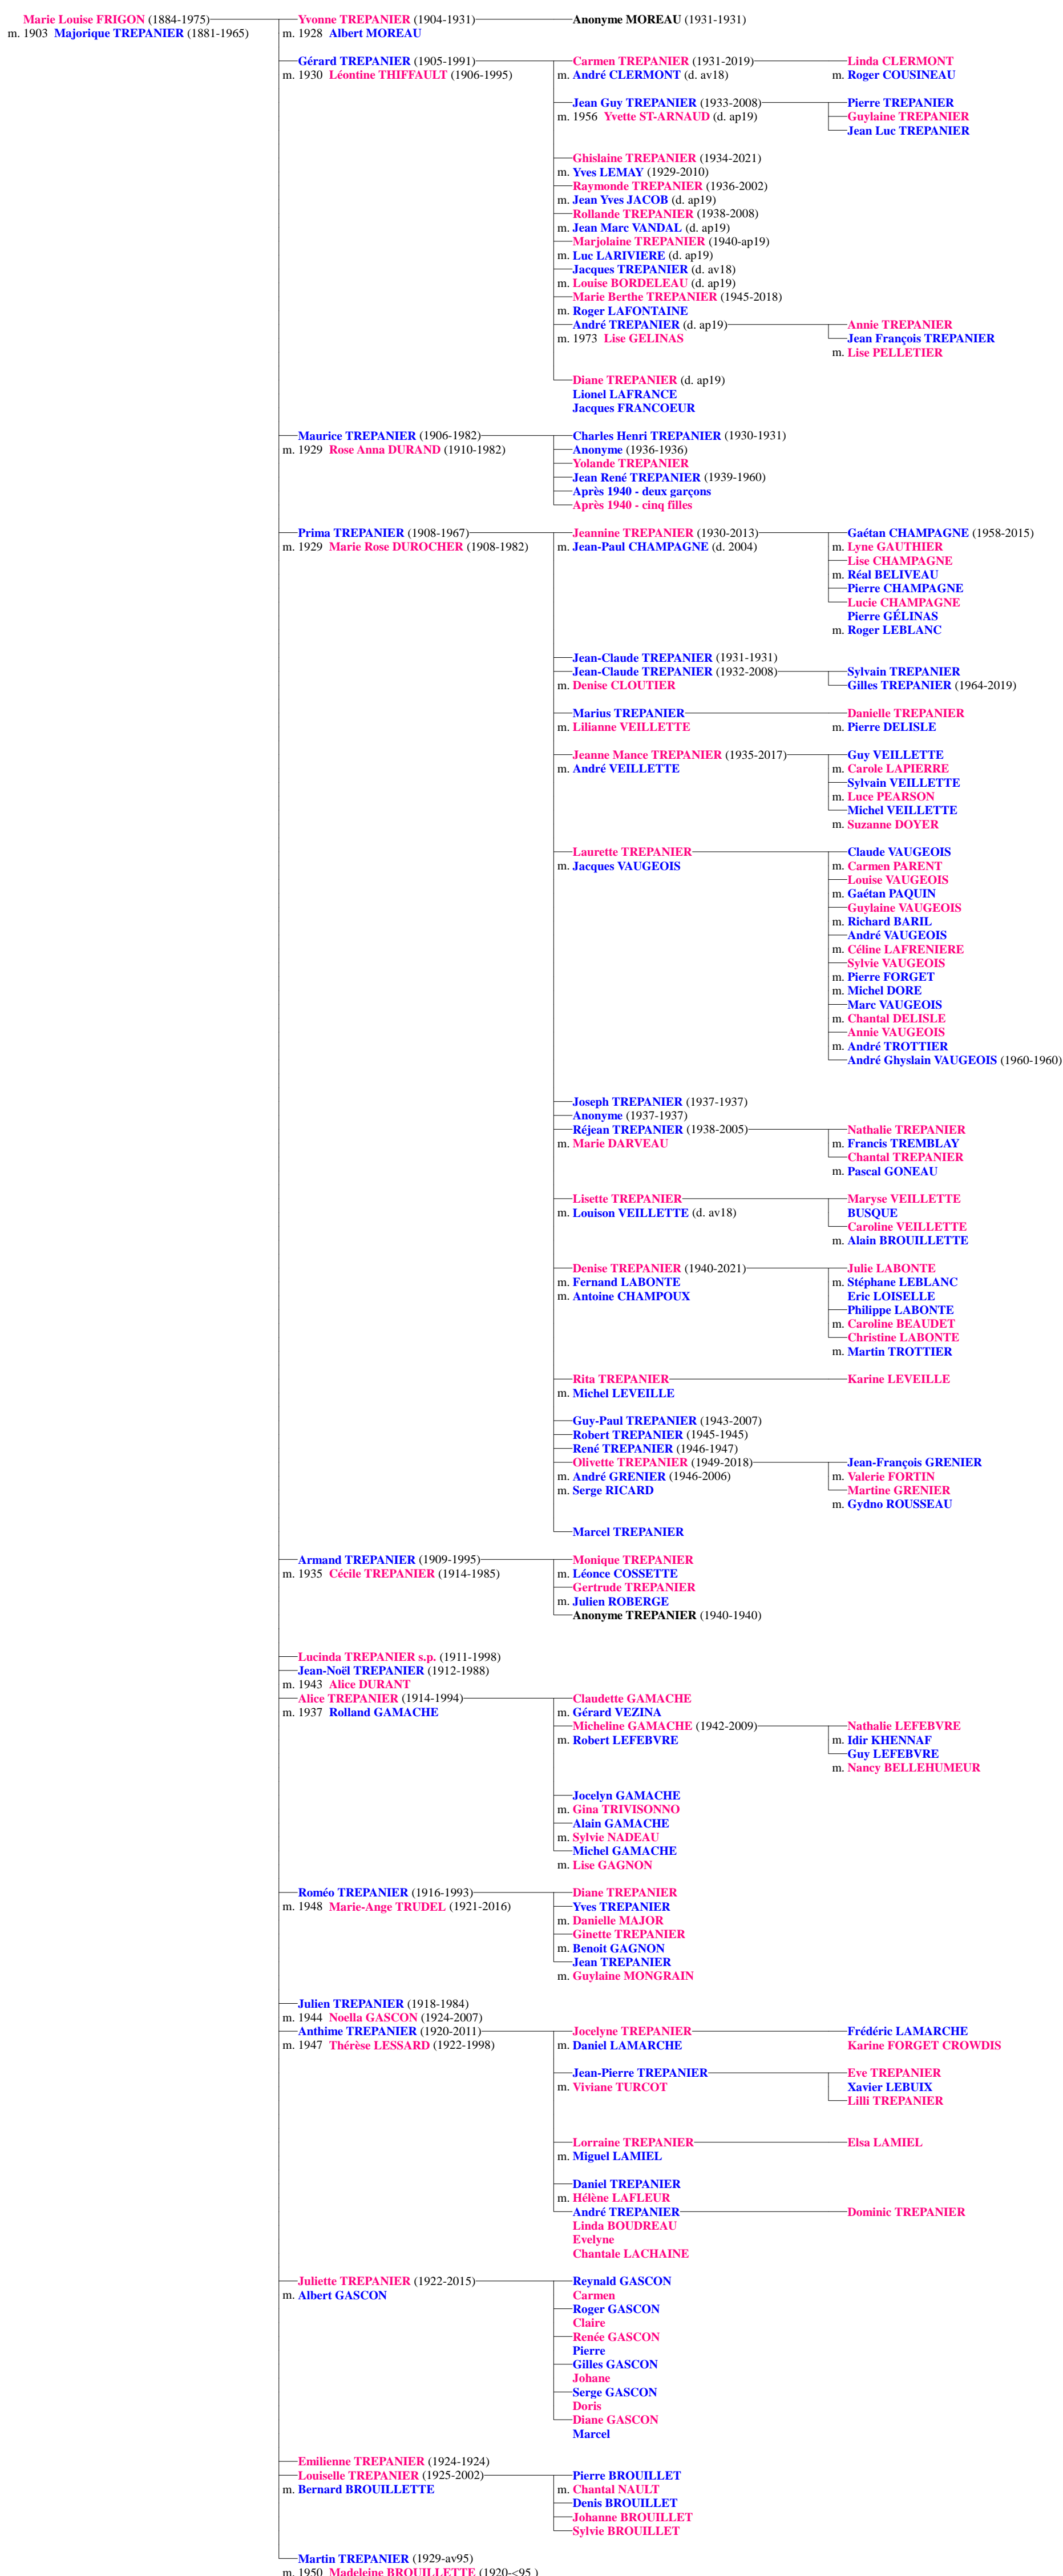 Marie Louise FRIGON (1884-1975) Yvonne TREPANIER (1904-1931) Anonyme MOREAU (1931-1931)
m. 1903 Majorique TREPANIER (1881-1965) m. 1928 Albert MOREAU
Gérard TREPANIER (1905-1991) Carmen TREPANIER (1931-2019) Linda CLERMONT
m. 1930 Léontine THIFFAULT (1906-1995) m. André CLERMONT (d. av18) m. Roger COUSINEAU
Jean Guy TREPANIER (1933-2008) Pierre TREPANIER
m. 1956 Yvette ST-ARNAUD (d. ap19) Guylaine TREPANIER
Jean Luc TREPANIER
Ghislaine TREPANIER (1934-2021)
m. Yves LEMAY (1929-2010)
Raymonde TREPANIER (1936-2002)
m. Jean Yves JACOB (d. ap19)
Rollande TREPANIER (1938-2008)
m. Jean Marc VANDAL (d. ap19)
Marjolaine TREPANIER (1940-ap19)
m. Luc LARIVIERE (d. ap19)
Jacques TREPANIER (d. av18)
m. Louise BORDELEAU (d. ap19)
Marie Berthe TREPANIER (1945-2018)
m. Roger LAFONTAINE
André TREPANIER (d. ap19) Annie TREPANIER
m. 1973 Lise GELINAS Jean François TREPANIER
m. Lise PELLETIER
Diane TREPANIER (d. ap19)
Lionel LAFRANCE
Jacques FRANCOEUR
Maurice TREPANIER (1906-1982) Charles Henri TREPANIER (1930-1931)
m. 1929 Rose Anna DURAND (1910-1982) Anonyme (1936-1936)
Yolande TREPANIER
Jean René TREPANIER (1939-1960)
Après 1940 - deux garçons
Après 1940 - cinq filles
Prima TREPANIER (1908-1967) Jeannine TREPANIER (1930-2013) Gaétan CHAMPAGNE (1958-2015)
m. 1929 Marie Rose DUROCHER (1908-1982) m. Jean-Paul CHAMPAGNE (d. 2004) m. Lyne GAUTHIER
Lise CHAMPAGNE
m. Réal BELIVEAU
Pierre CHAMPAGNE
Lucie CHAMPAGNE
Pierre GÉLINAS
m. Roger LEBLANC
Jean-Claude TREPANIER (1931-1931)
Jean-Claude TREPANIER (1932-2008) Sylvain TREPANIER
m. Denise CLOUTIER Gilles TREPANIER (1964-2019)
Marius TREPANIER Danielle TREPANIER
m. Lilianne VEILLETTE m. Pierre DELISLE
Jeanne Mance TREPANIER (1935-2017) Guy VEILLETTE
m. André VEILLETTE m. Carole LAPIERRE
Sylvain VEILLETTE
m. Luce PEARSON
Michel VEILLETTE
m. Suzanne DOYER
Laurette TREPANIER Claude VAUGEOIS
m. Jacques VAUGEOIS m. Carmen PARENT
Louise VAUGEOIS
m. Gaétan PAQUIN
Guylaine VAUGEOIS
m. Richard BARIL
André VAUGEOIS
m. Céline LAFRENIERE
Sylvie VAUGEOIS
m. Pierre FORGET
m. Michel DORE
Marc VAUGEOIS
m. Chantal DELISLE
Annie VAUGEOIS
m. André TROTTIER
André Ghyslain VAUGEOIS (1960-1960)
Joseph TREPANIER (1937-1937)
Anonyme (1937-1937)
Réjean TREPANIER (1938-2005) Nathalie TREPANIER
m. Marie DARVEAU m. Francis TREMBLAY
Chantal TREPANIER
m. Pascal GONEAU
Lisette TREPANIER Maryse VEILLETTE
m. Louison VEILLETTE (d. av18) BUSQUE
Caroline VEILLETTE
m. Alain BROUILLETTE
Denise TREPANIER (1940-2021) Julie LABONTE
m. Fernand LABONTE m. Stéphane LEBLANC
m. Antoine CHAMPOUX Eric LOISELLE
Philippe LABONTE
m. Caroline BEAUDET
Christine LABONTE
m. Martin TROTTIER
Rita TREPANIER Karine LEVEILLE
m. Michel LEVEILLE
Guy-Paul TREPANIER (1943-2007)
Robert TREPANIER (1945-1945)
René TREPANIER (1946-1947)
Olivette TREPANIER (1949-2018) Jean-François GRENIER
m. André GRENIER (1946-2006) m. Valerie FORTIN
m. Serge RICARD Martine GRENIER
m. Gydno ROUSSEAU
Marcel TREPANIER
Armand TREPANIER (1909-1995) Monique TREPANIER
m. 1935 Cécile TREPANIER (1914-1985) m. Léonce COSSETTE
Gertrude TREPANIER
m. Julien ROBERGE
Anonyme TREPANIER (1940-1940)
Lucinda TREPANIER s.p. (1911-1998)
Jean-Noël TREPANIER (1912-1988)
m. 1943 Alice DURANT
Alice TREPANIER (1914-1994) Claudette GAMACHE
m. 1937 Rolland GAMACHE m. Gérard VEZINA
Micheline GAMACHE (1942-2009) Nathalie LEFEBVRE
m. Robert LEFEBVRE m. Idir KHENNAF
Guy LEFEBVRE
m. Nancy BELLEHUMEUR
Jocelyn GAMACHE
m. Gina TRIVISONNO
Alain GAMACHE
m. Sylvie NADEAU
Michel GAMACHE
m. Lise GAGNON
Roméo TREPANIER (1916-1993) Diane TREPANIER
m. 1948 Marie-Ange TRUDEL (1921-2016) Yves TREPANIER
m. Danielle MAJOR
Ginette TREPANIER
m. Benoit GAGNON
Jean TREPANIER
m. Guylaine MONGRAIN
Julien TREPANIER (1918-1984)
m. 1944 Noella GASCON (1924-2007)
Anthime TREPANIER (1920-2011) Jocelyne TREPANIER Frédéric LAMARCHE
m. 1947 Thérèse LESSARD (1922-1998) m. Daniel LAMARCHE Karine FORGET CROWDIS
Jean-Pierre TREPANIER Eve TREPANIER
m. Viviane TURCOT Xavier LEBUIX
Lilli TREPANIER
Lorraine TREPANIER Elsa LAMIEL
m. Miguel LAMIEL
Daniel TREPANIER
m. Hélène LAFLEUR
André TREPANIER Dominic TREPANIER
Linda BOUDREAU
Evelyne
Chantale LACHAINE
Juliette TREPANIER (1922-2015) Reynald GASCON
m. Albert GASCON Carmen
Roger GASCON
Claire
Renée GASCON
Pierre
Gilles GASCON
Johane
Serge GASCON
Doris
Diane GASCON
Marcel
Emilienne TREPANIER (1924-1924)
Louiselle TREPANIER (1925-2002) Pierre BROUILLET
m. Bernard BROUILLETTE m. Chantal NAULT
Denis BROUILLET
Johanne BROUILLET
Sylvie BROUILLET
Martin TREPANIER (1929-av95)
m. 1950 Madeleine BROUILLETTE (1920-<95 )